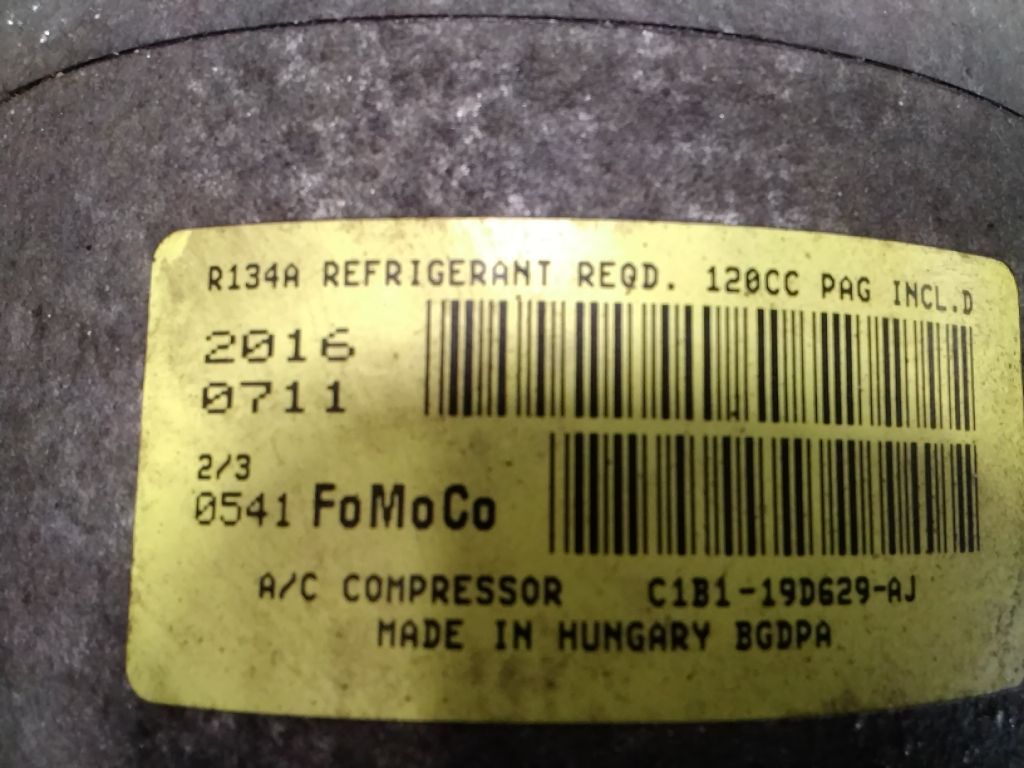 R134A REFRIGERANT REQD. 120CC PAG INCL.D
2016
0711
2/3
0541 FoMoCo
A/C COMPRESSOR C1B1-19D629-AJ
MADE IN HUNGARY BGDPA